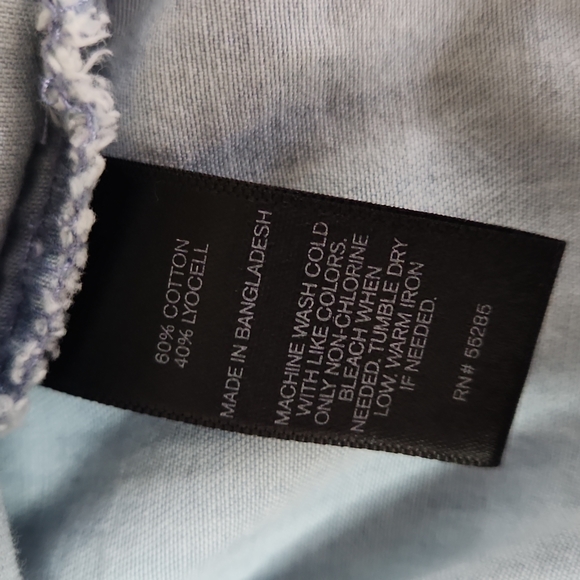 60% COTTON
40% LYOCELL
MADE IN BANGLADESH
MACHINE WASH COLD
WITH LIKE COLORS.
ONLY NON-CHLORINE
BLEACH WHEN
NEEDED. TUMBLE DRY
LOW. WARM IRON
IF NEEDED.
RN# 55285